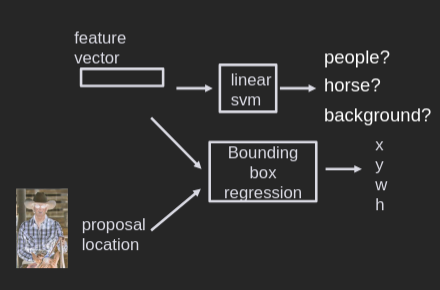 feature
vector
linear
svm
people?
horse?
background?
Bounding
box
regression
x
y
w
h
proposal
location